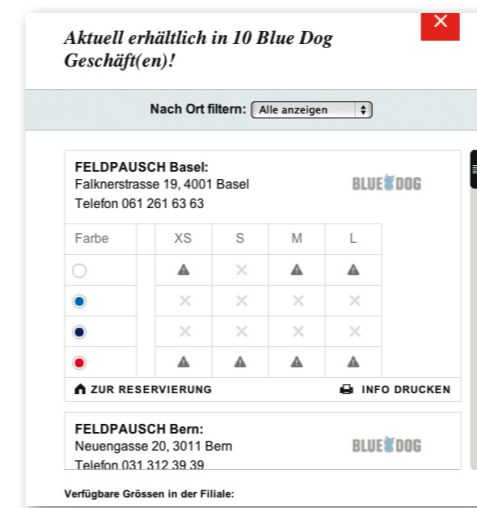 Aktuell erhältlich in 10 Blue Dog
Geschäft(en)!
Nach Ort filtern: Alle anzeigen
FELDPAUSCH Basel:
Falknerstrasse 19, 4001 Basel
Telefon 061 261 63 63
BLUE DOG
Farbe XS S M L
ZUR RESERVIERUNG INFO DRUCKEN
FELDPAUSCH Bern:
Neuengasse 20, 3011 Bern
Telefon 031 312 39 39
BLUE DOG
Verfügbare Grössen in der Filiale: